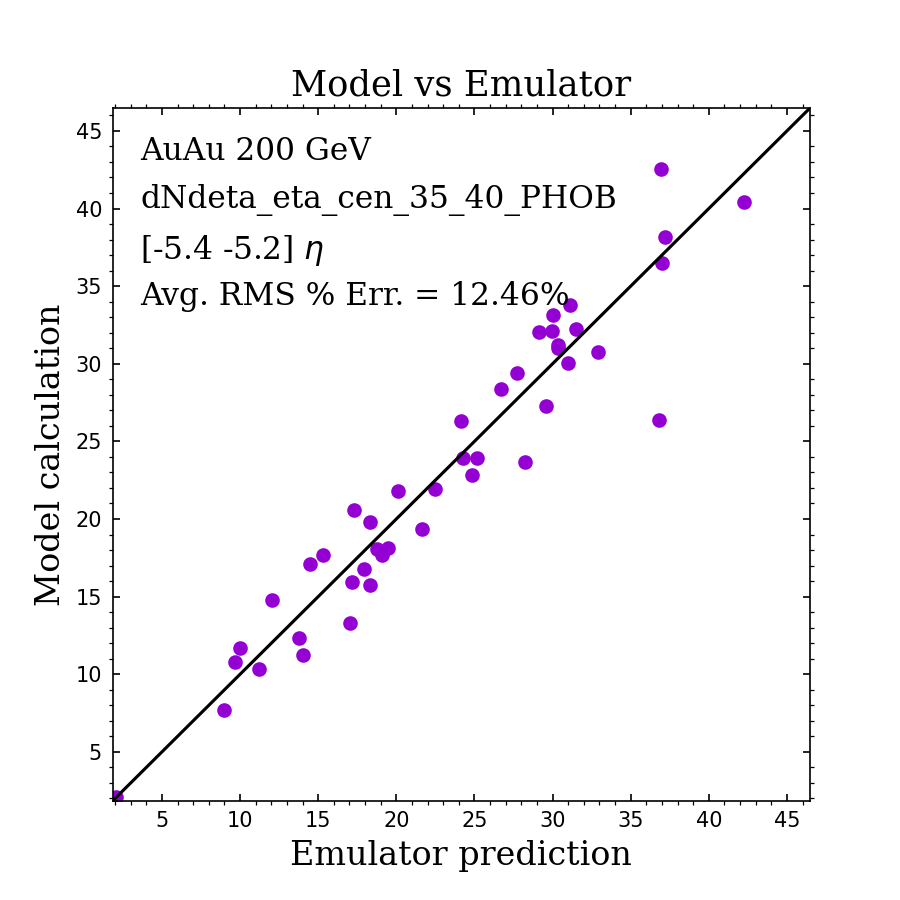 Model vs Emulator
AuAu 200 GeV
dNdeta_eta_cen_35_40_PHOB
[-5.4 -5.2] η
Avg. RMS % Err. = 12.46%
Model calculation
45
40
35
30
25
20
15
10
5
5 10 15 20 25 30 35 40 45
Emulator prediction